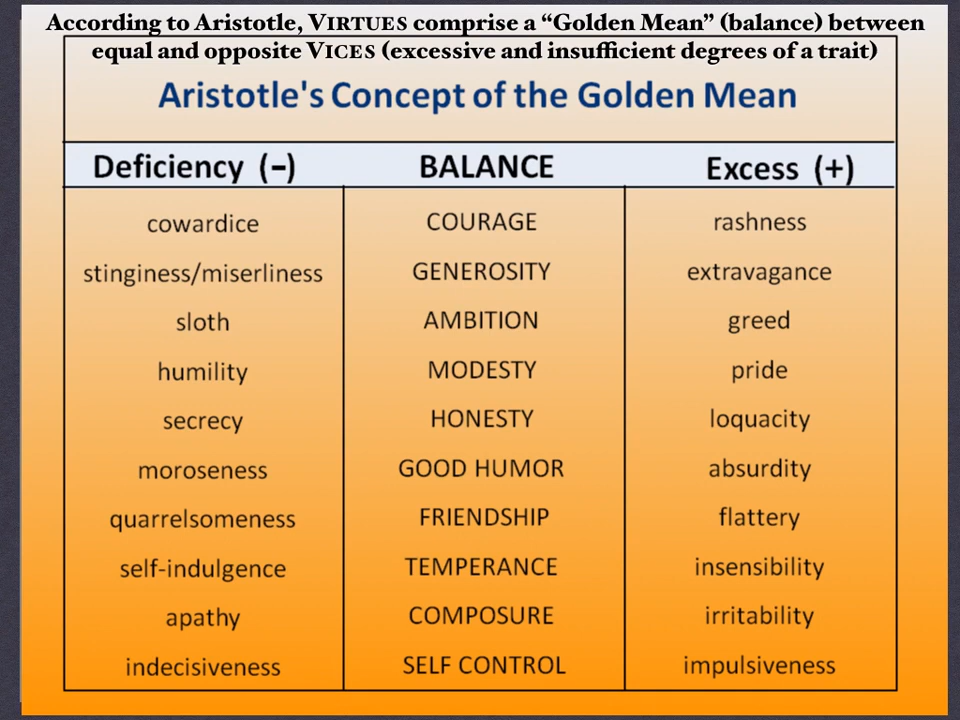 According to Aristotle, VIRTUES comprise a “Golden Mean” (balance) between
equal and opposite VICES (excessive and insufficient degrees of a trait)
Aristotle's Concept of the Golden Mean
Deficiency (-) BALANCE Excess (+)
cowardice COURAGE rashness
stinginess/miserliness GENEROSITY extravagance
sloth AMBITION greed
humility MODESTY pride
secrecy HONESTY loquacity
moroseness GOOD HUMOR absurdity
quarrelsomeness FRIENDSHIP flattery
self-indulgence TEMPERANCE insensibility
apathy COMPOSURE irritability
indecisiveness SELF CONTROL impulsiveness